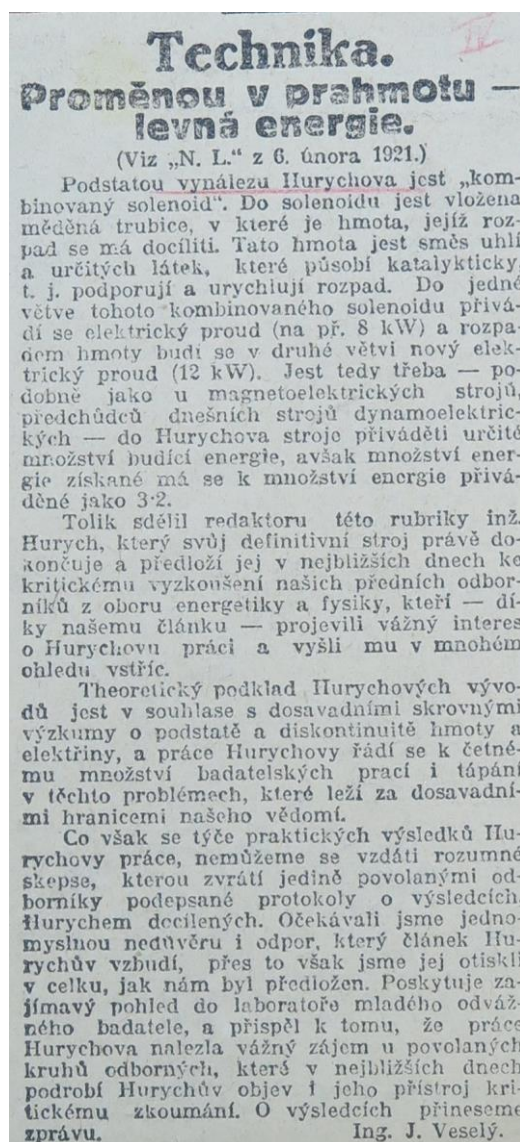 IV
Technika.
Proměnou v prahmotu —
levná energie.
(Viz „N. L.“ z 6. února 1921.)
Podstatou vynálezu Hurychova jest „kom-
binovaný solenoid“. Do solenoidu jest vložena
měděná trubice, v které je hmota, jejíž roz-
pad se má docíliti. Tato hmota jest směs uhlí
a určitých látek, které působí katalykticky,
t. j. podporují a urychlují rozpad. Do jedné
větve tohoto kombinovaného solenoidu přivá-
dí se elektrický proud (na př. 8 kW) a rozpa-
dem hmoty budí se v druhé větvi nový elek-
trický proud (12 kW). Jest tedy třeba — po-
dobně jako u magnetoelektrických strojů,
předchůdců dnešních strojů dynamoelektric-
kých — do Hurychova stroje přiváděti určité
množství budící energie, avšak množství ener-
gie získané má se k množství energie přivá-
děné jako 3·2.
Tolik sdělil redaktoru této rubriky inž.
Hurych, který svůj definitivní stroj právě do-
končuje a předloží jej v nejbližších dnech ke
kritickému vyzkoušení našich předních odbor-
níků z oboru energetiky a fysiky, kteří — dí-
ky našemu článku — projevili vážný interes
o Hurychovu práci a vyšli mu v mnohém
ohledu vstříc.
Theoretický podklad Hurychových vývo-
dů jest v souhlase s dosavadními skrovnými
výzkumy o podstatě a diskontinuitě hmoty a
elektřiny, a práce Hurychovy řádí se k četné-
mu množství badatelských prací i tápání
v těchto problémech, které leží za dosavadní-
mi hranicemi našeho vědomí.
Co však se týče praktických výsledků Hu-
rychovy práce, nemůžeme se vzdáti rozumné
skepse, kterou zvrátí jedině povolanými od-
borníky podepsané protokoly o výsledcích,
Hurychem docílených. Očekávali jsme jedno-
myslnou nedůvěru i odpor, který článek Hu-
rychův vzbudí, přes to však jsme jej otiskli
v celku, jak nám byl předložen. Poskytuje za-
jímavý pohled do laboratoře mladého odváž-
ného badatele, a přispěl k tomu, že práce
Hurychova nalezla vážný zájem u povolaných
kruhů odborných, která v nejbližších dnech
podrobí Hurychův objev i jeho přístroj kri-
tickému zkoumání. O výsledcích přineseme
zprávu. Ing. J. Veselý.